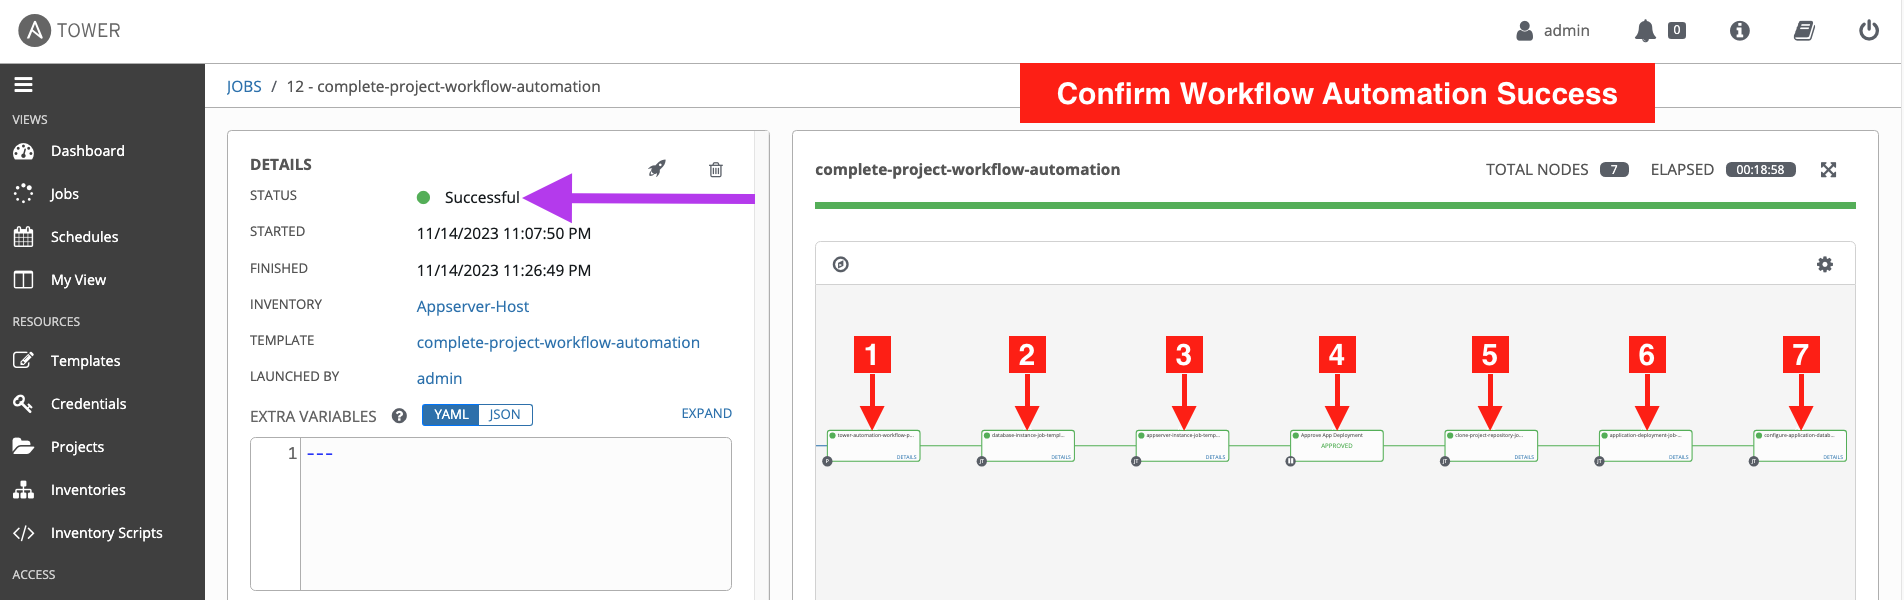 TOWER
admin
0
JOBS / 12 - complete-project-workflow-automation
Confirm Workflow Automation Success
VIEWS
Dashboard
Jobs
Schedules
My View
RESOURCES
Templates
Credentials
Projects
Inventories
Inventory Scripts
ACCESS
DETAILS
STATUS
Successful
STARTED
11/14/2023 11:07:50 PM
FINISHED
11/14/2023 11:26:49 PM
INVENTORY
Appserver-Host
TEMPLATE
complete-project-workflow-automation
LAUNCHED BY
admin
EXTRA VARIABLES
YAML JSON
EXPAND
1 ---
complete-project-workflow-automation
TOTAL NODES 7 ELAPSED 00:18:58
1 2 3 4 5 6 7
tower-automation-workflow-p...
DETAILS
P
database-instance-job-templ...
DETAILS
JT
appserver-instance-job-temp...
DETAILS
JT
Approve App Deployment
APPROVED
clone-project-repository-jo...
DETAILS
JT
application-deployment-job-...
DETAILS
JT
configure-application-datab...
DETAILS
JT